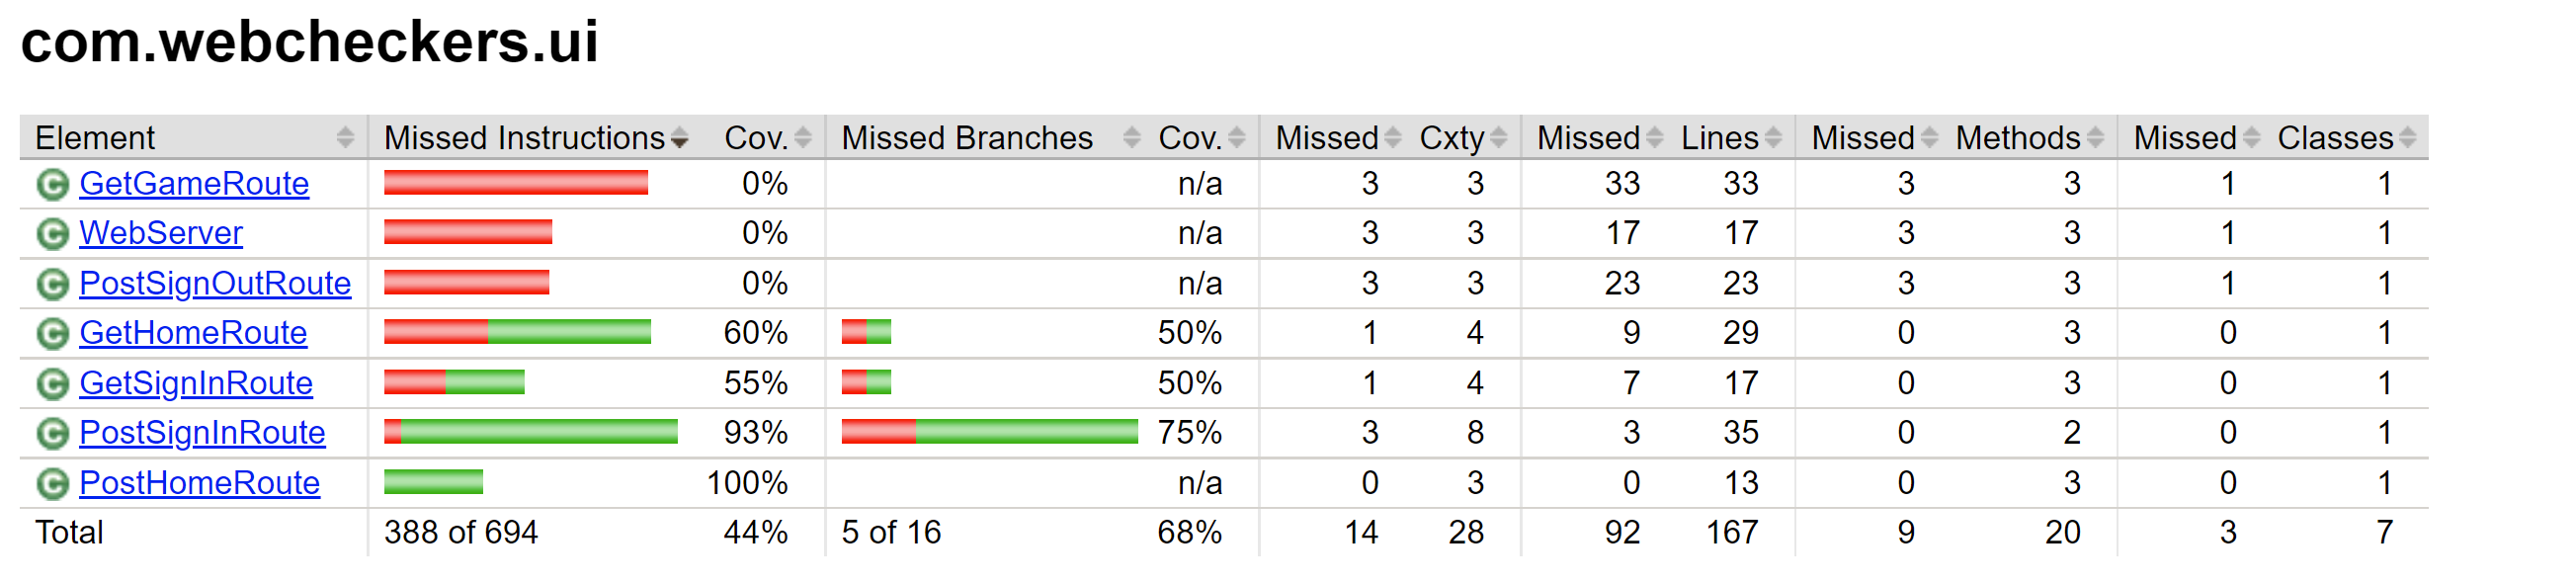 com.webcheckers.ui
Element Missed Instructions Cov. Missed Branches Cov. Missed Cxty Missed Lines Missed Methods Missed Classes
C GetGameRoute 0% n/a 3 3 33 33 3 3 1 1
C WebServer 0% n/a 3 3 17 17 3 3 1 1
C PostSignOutRoute 0% n/a 3 3 23 23 3 3 1 1
C GetHomeRoute 60% 50% 1 4 9 29 0 3 0 1
C GetSignInRoute 55% 50% 1 4 7 17 0 3 0 1
C PostSignInRoute 93% 75% 3 8 3 35 0 2 0 1
C PostHomeRoute 100% n/a 0 3 0 13 0 3 0 1
Total 388 of 694 44% 5 of 16 68% 14 28 92 167 9 20 3 7